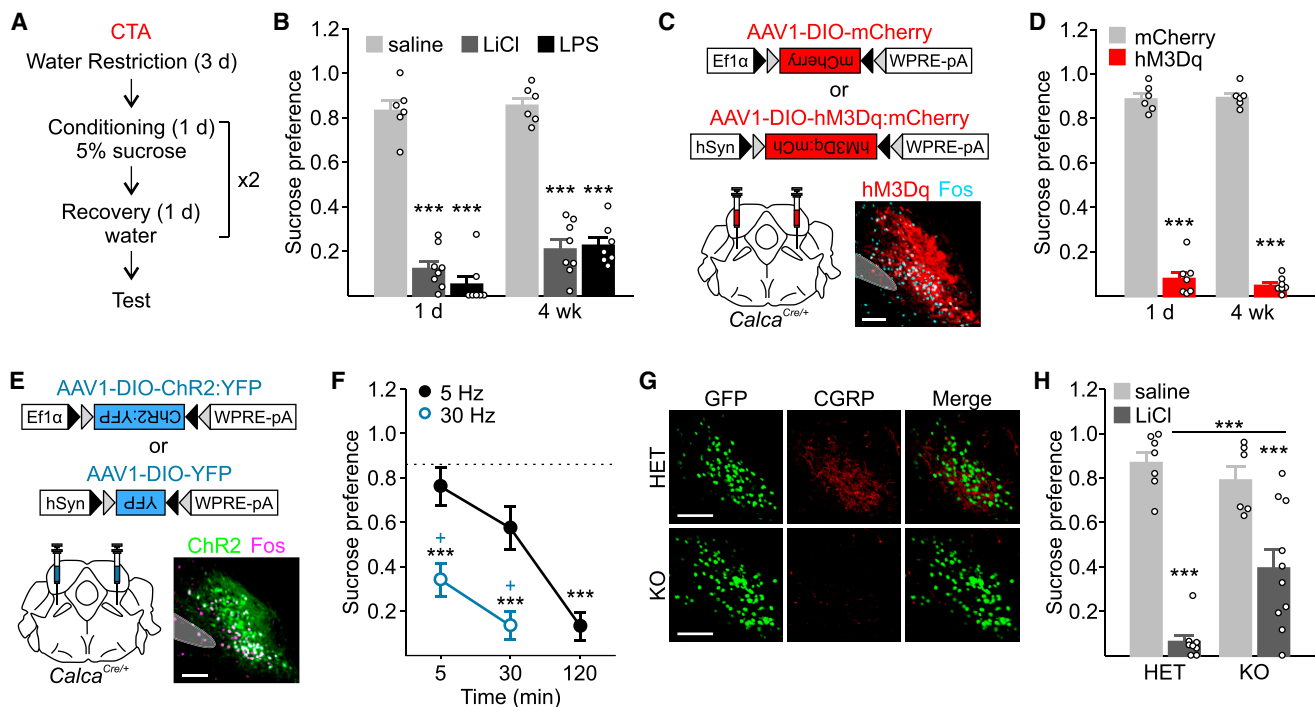 A
CTA
Water Restriction (3 d)
Conditioning (1 d)
5% sucrose
x2
Recovery (1 d)
water
Test
B
saline LiCl LPS
Sucrose preference
1.2
1.0
0.8
0.6
0.4
0.2
*** ***
*** ***
1 d 4 wk
C
AAV1-DIO-mCherry
Ef1α mCherry WPRE-pA
or
AAV1-DIO-hM3Dq:mCherry
hSyn hM3Dq:mCh WPRE-pA
hM3Dq Fos
Calca Cre/+
D
mCherry
hM3Dq
Sucrose preference
1.2
1.0
0.8
0.6
0.4
0.2
***
***
1 d 4 wk
E
AAV1-DIO-ChR2:YFP
Ef1α ChR2:YFP WPRE-pA
or
AAV1-DIO-YFP
hSyn YFP WPRE-pA
ChR2 Fos
Calca Cre/+
F
5 Hz
30 Hz
Sucrose preference
1.2
1.0
0.8
0.6
0.4
0.2
+
***
+
***
***
5 30 120
Time (min)
G
GFP CGRP Merge
HET
KO
H
saline
LiCl
Sucrose preference
1.2
1.0
0.8
0.6
0.4
0.2
***
***
***
HET KO